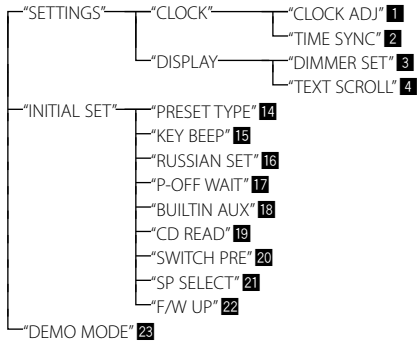 "SETTINGS" "CLOCK" "CLOCK ADJ" 1
"TIME SYNC" 2
"DISPLAY "DIMMER SET" 3
"TEXT SCROLL" 4
"INITIAL SET" "PRESET TYPE" 14
"KEY BEEP" 15
"RUSSIAN SET" 16
"P-OFF WAIT" 17
"BUILTIN AUX" 18
"CD READ" 19
"SWITCH PRE" 20
"SP SELECT" 21
"F/W UP" 22
"DEMO MODE" 23